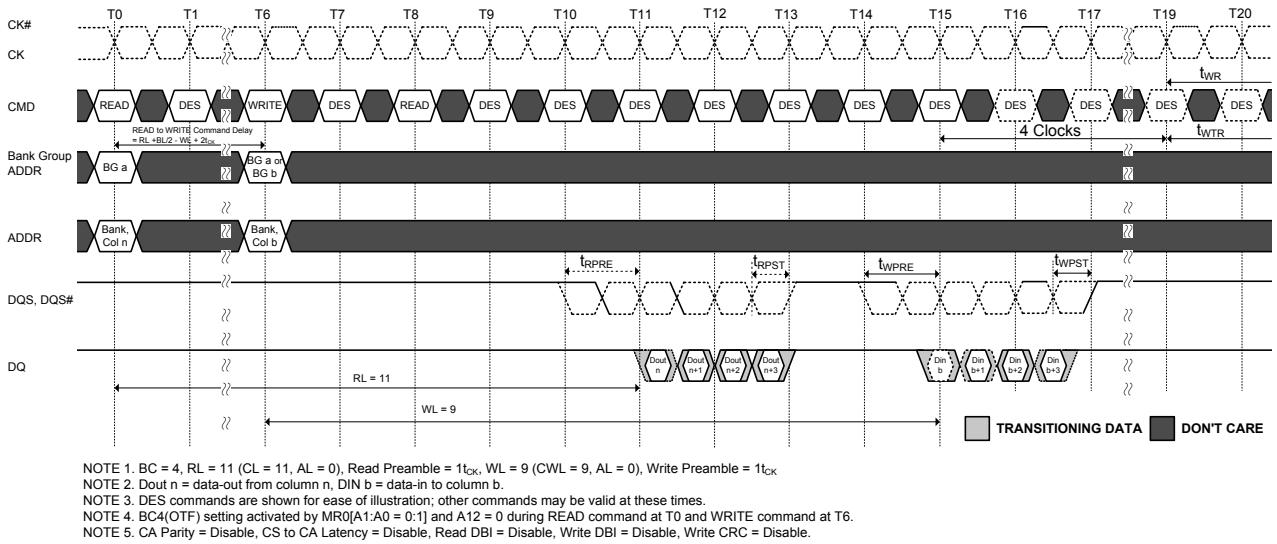 T0 T1 T6 T7 T8 T9 T10 T11 T12 T13 T14 T15 T16 T17 T19 T20
CK#
CK
tWR
CMD READ DES WRITE DES READ DES DES DES DES DES DES DES DES DES DES DES
READ to WRITE Command Delay
= RL +BL/2 - WL + 2tCK
4 Clocks
tWTR
Bank Group
ADDR
BG a
BG a or
BG b
ADDR
Bank,
Col n
Bank,
Col b
tRPRE tRPST tWPRE tWPST
DQS, DQS#
DQ
Dout
n
Dout
n+1
Dout
n+2
Dout
n+3
Din
b
Din
b+1
Din
b+2
Din
b+3
RL = 11
WL = 9
TRANSITIONING DATA DON'T CARE
NOTE 1. BC = 4, RL = 11 (CL = 11, AL = 0), Read Preamble = 1tCK, WL = 9 (CWL = 9, AL = 0), Write Preamble = 1tCK
NOTE 2. Dout n = data-out from column n, DIN b = data-in to column b.
NOTE 3. DES commands are shown for ease of illustration; other commands may be valid at these times.
NOTE 4. BC4(OTF) setting activated by MR0[A1:A0 = 0:1] and A12 = 0 during READ command at T0 and WRITE command at T6.
NOTE 5. CA Parity = Disable, CS to CA Latency = Disable, Read DBI = Disable, Write DBI = Disable, Write CRC = Disable.